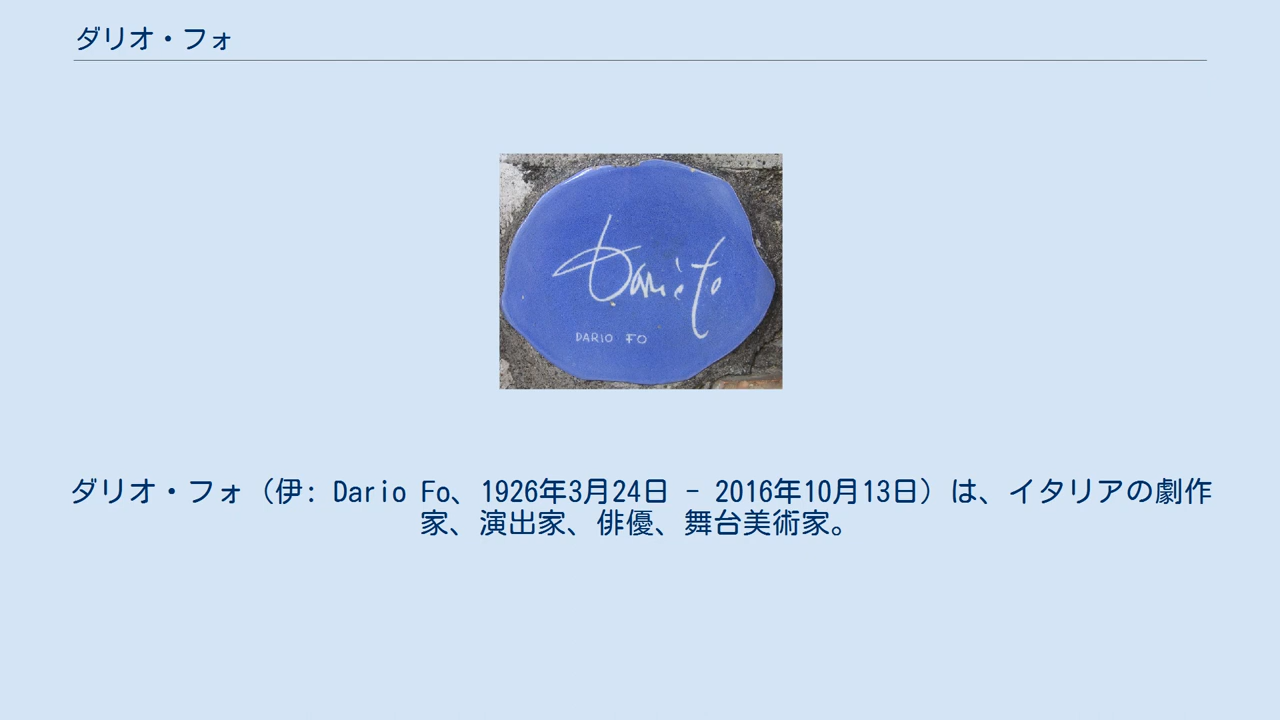 ダリオ・フォ
Dario Fo
DARIO FO
ダリオ・フォ（伊: Dario Fo、1926年3月24日 - 2016年10月13日）は、イタリアの劇作
家、演出家、俳優、舞台美術家。